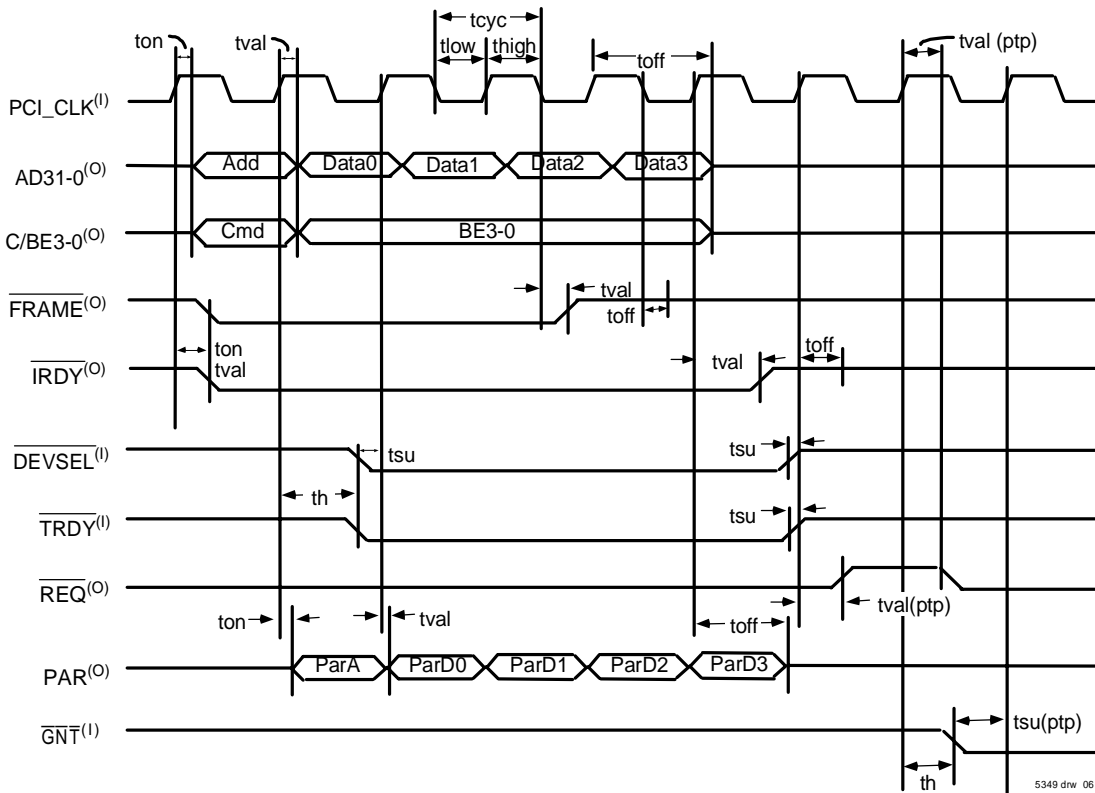 tcyc
ton
tval
tlow
thigh
toff
tval (ptp)
PCI_CLK(I)
AD31-0(O)
Add
Data0
Data1
Data2
Data3
C/BE3-0(O)
Cmd
BE3-0
FRAME(O)
tval
toff
ton
tval
IRDY(O)
tval
toff
DEVSEL(I)
tsu
tsu
th
TRDY(I)
tsu
REQ(O)
tval(ptp)
ton
tval
toff
PAR(O)
ParA
ParD0
ParD1
ParD2
ParD3
GNT(I)
tsu(ptp)
th
5349 drw 06